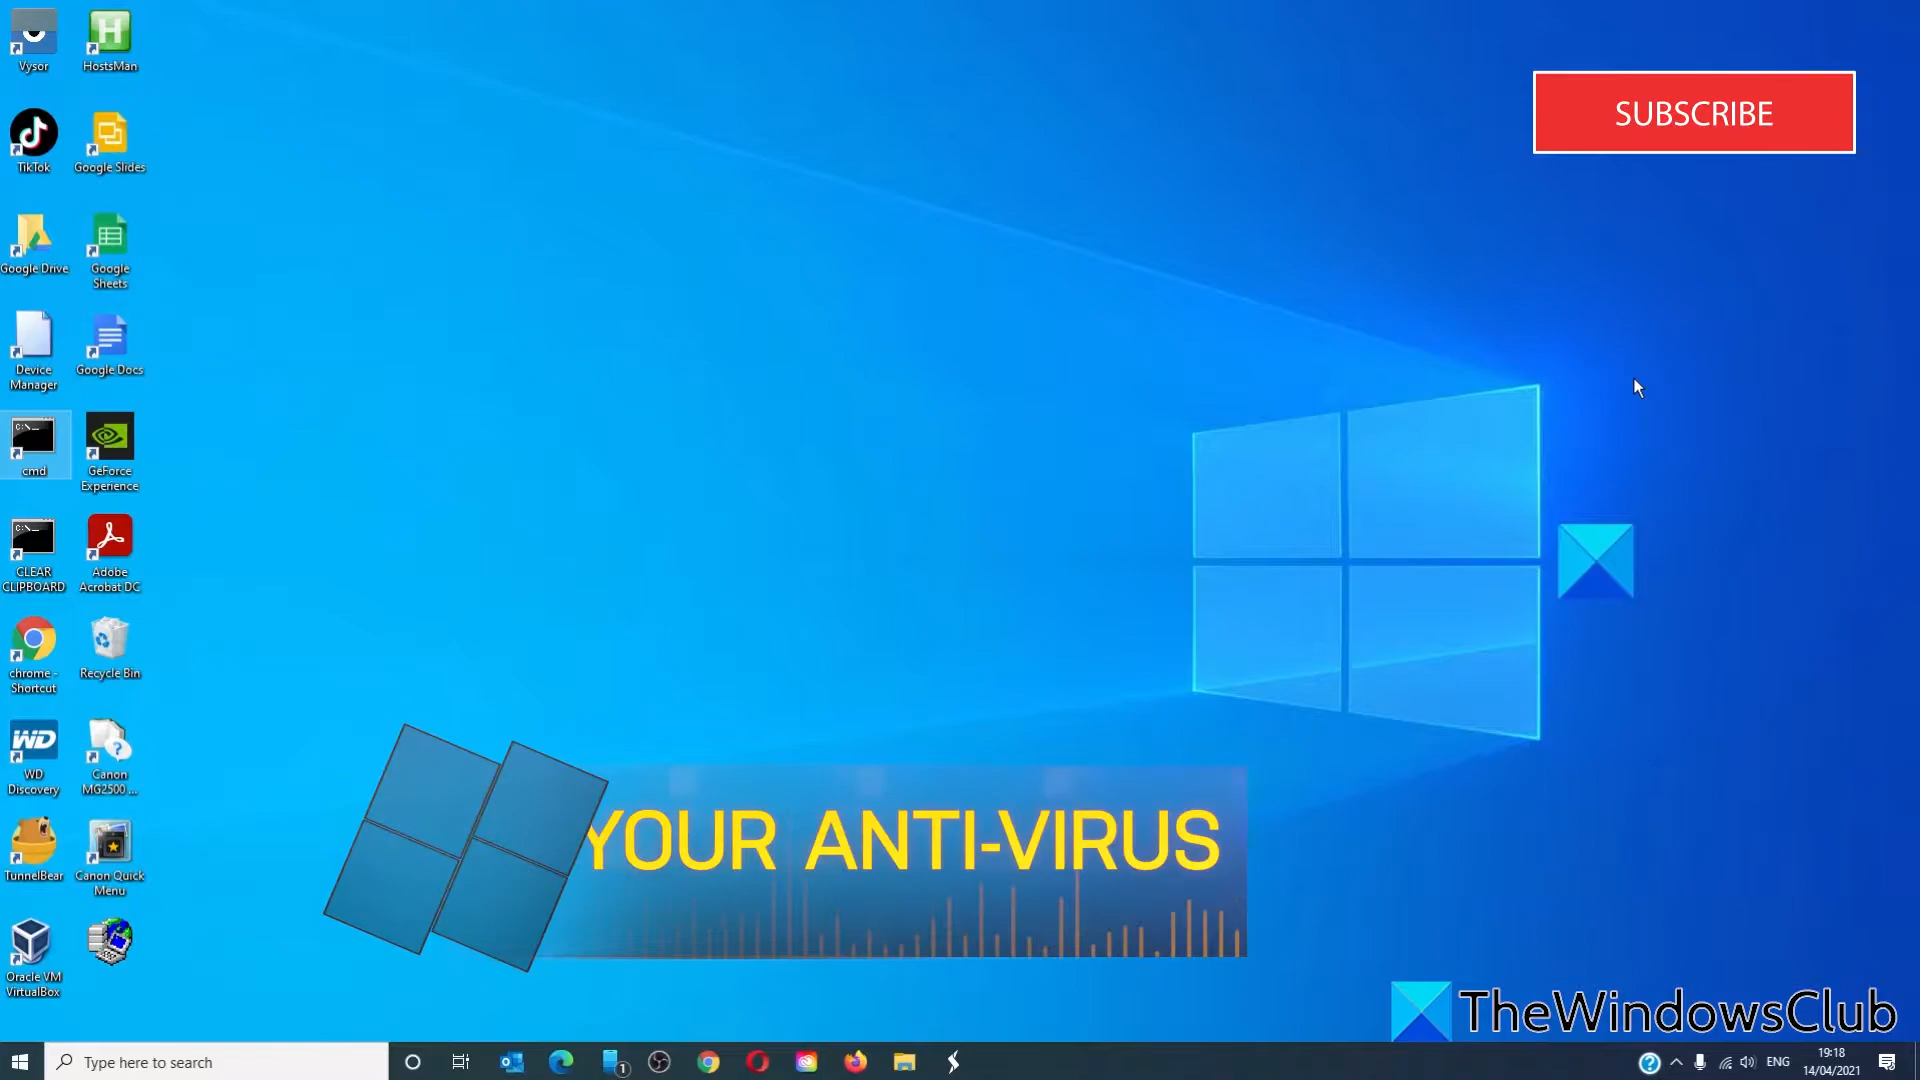 Vysor
HostsMan
TikTok
Google Slides
Google Drive
Google
Sheets
Device
Manager
Google Docs
C:\._
cmd
GeForce
Experience
C:\._
CLEAR
CLIPBOARD
Adobe
Acrobat DC
chrome -
Shortcut
Recycle Bin
WD
WD
Discovery
Canon
MG2500 ...
TunnelBear
Canon Quick
Menu
Oracle VM
VirtualBox
H
SUBSCRIBE
YOUR ANTI-VIRUS
TheWindowsClub
Type here to search
1
ENG
19:18
14/04/2021